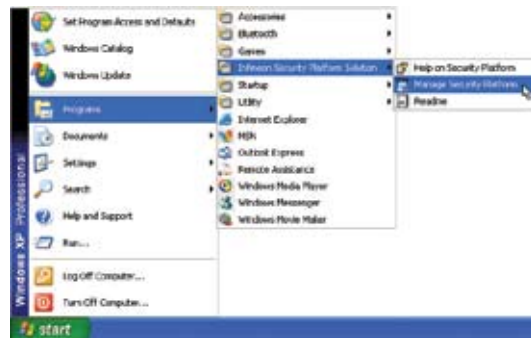 Set Program Access and Defaults
Windows Catalog
Windows Update
Programs
Documents
Settings
Search
Help and Support
Run...
Log Off Computer...
Turn Off Computer...
Windows XP Professional
start
Accessories
Bluetooth
Games
Infineon Security Platform Solution
Startup
Utility
Internet Explorer
MSN
Outlook Express
Remote Assistance
Windows Media Player
Windows Messenger
Windows Movie Maker
Help on Security Platform
Manage Security Platform
Readme